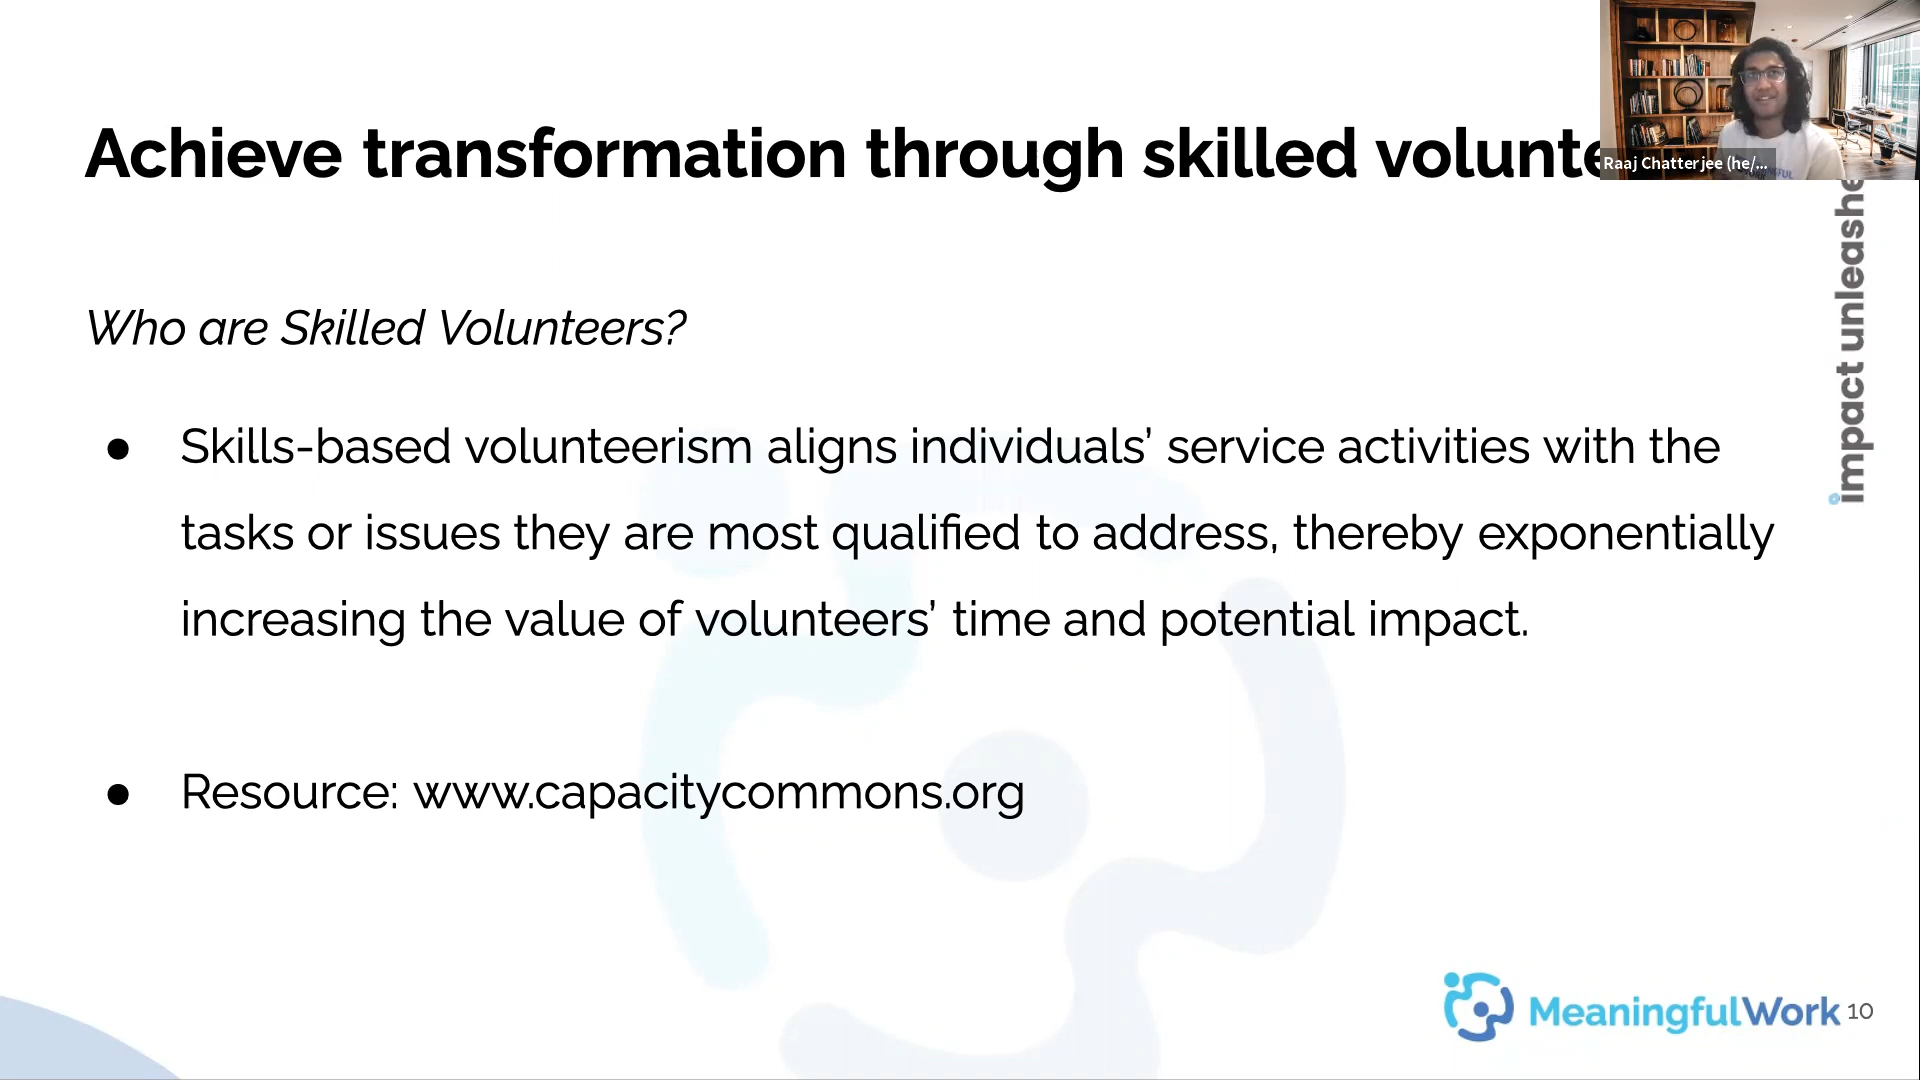 Achieve transformation through skilled volunte
Raaj Chatterjee (he/...
impact unleashe
Who are Skilled Volunteers?
● Skills-based volunteerism aligns individuals’ service activities with the
tasks or issues they are most qualified to address, thereby exponentially
increasing the value of volunteers’ time and potential impact.
● Resource: www.capacitycommons.org
MeaningfulWork 10